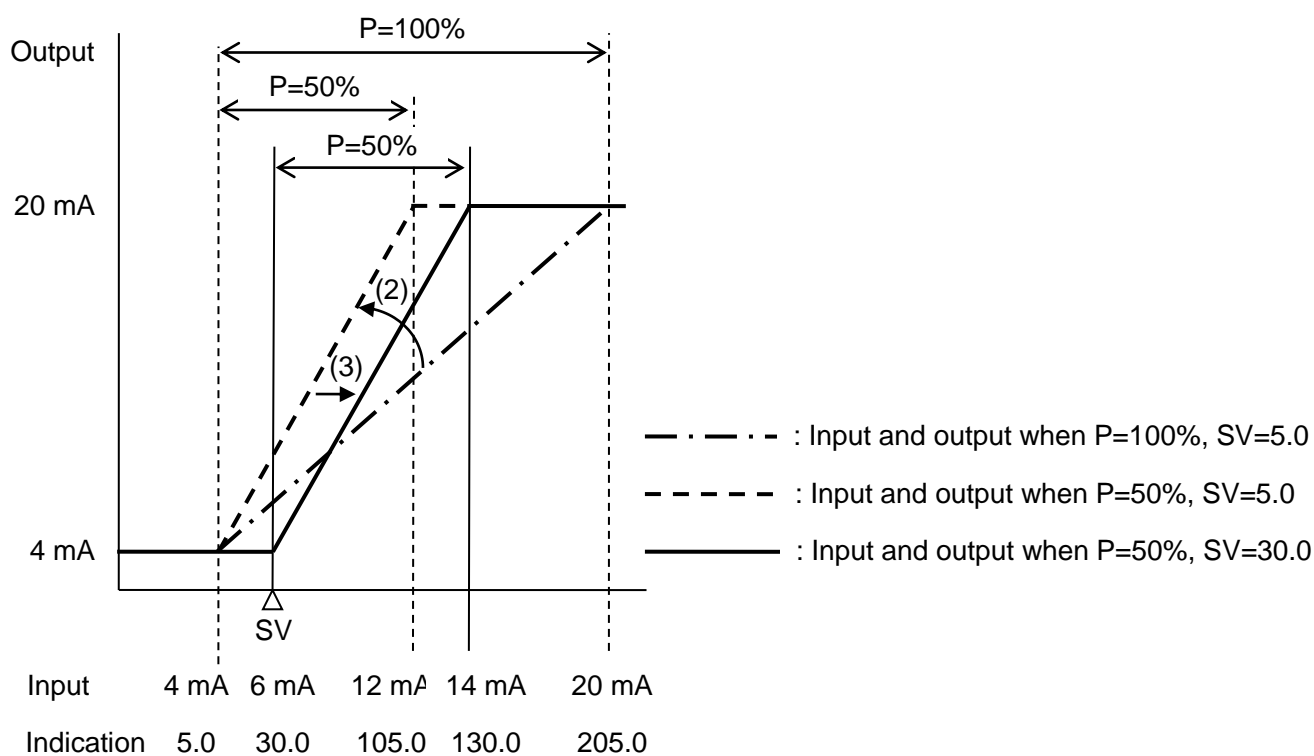 P=100%
Output
P=50%
P=50%
20 mA
(2)
(3)
: Input and output when P=100%, SV=5.0
: Input and output when P=50%, SV=5.0
4 mA
: Input and output when P=50%, SV=30.0
SV
Input 4 mA 6 mA 12 mA 14 mA 20 mA
Indication 5.0 30.0 105.0 130.0 205.0